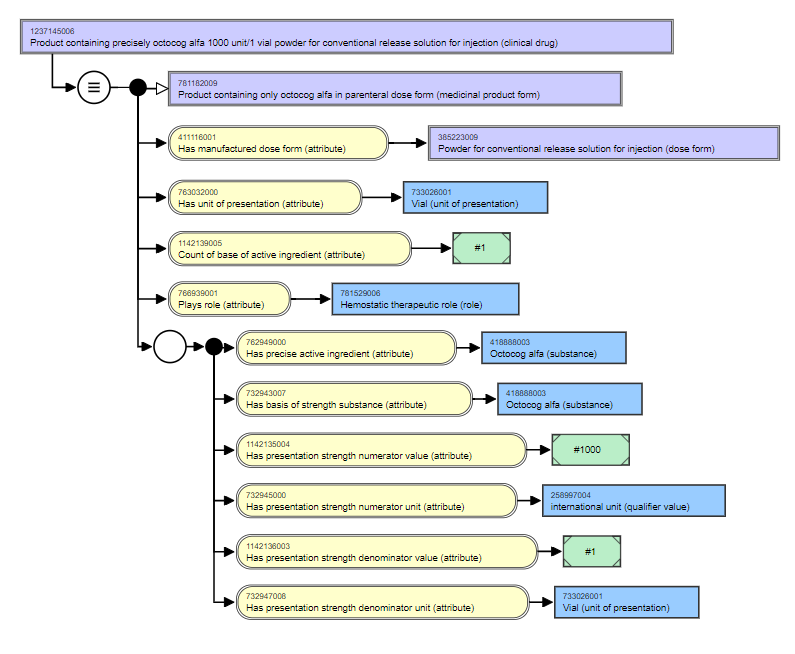 1237145006
Product containing precisely octocog alfa 1000 unit/1 vial powder for conventional release solution for injection (clinical drug)
781182009
Product containing only octocog alfa in parenteral dose form (medicinal product form)
411116001
Has manufactured dose form (attribute)
385223009
Powder for conventional release solution for injection (dose form)
763032000
Has unit of presentation (attribute)
733026001
Vial (unit of presentation)
1142139005
Count of base of active ingredient (attribute)
#1
766939001
Plays role (attribute)
781529006
Hemostatic therapeutic role (role)
762949000
Has precise active ingredient (attribute)
418888003
Octocog alfa (substance)
732943007
Has basis of strength substance (attribute)
418888003
Octocog alfa (substance)
1142135004
Has presentation strength numerator value (attribute)
#1000
732945000
Has presentation strength numerator unit (attribute)
258997004
international unit (qualifier value)
1142136003
Has presentation strength denominator value (attribute)
#1
732947008
Has presentation strength denominator unit (attribute)
733026001
Vial (unit of presentation)